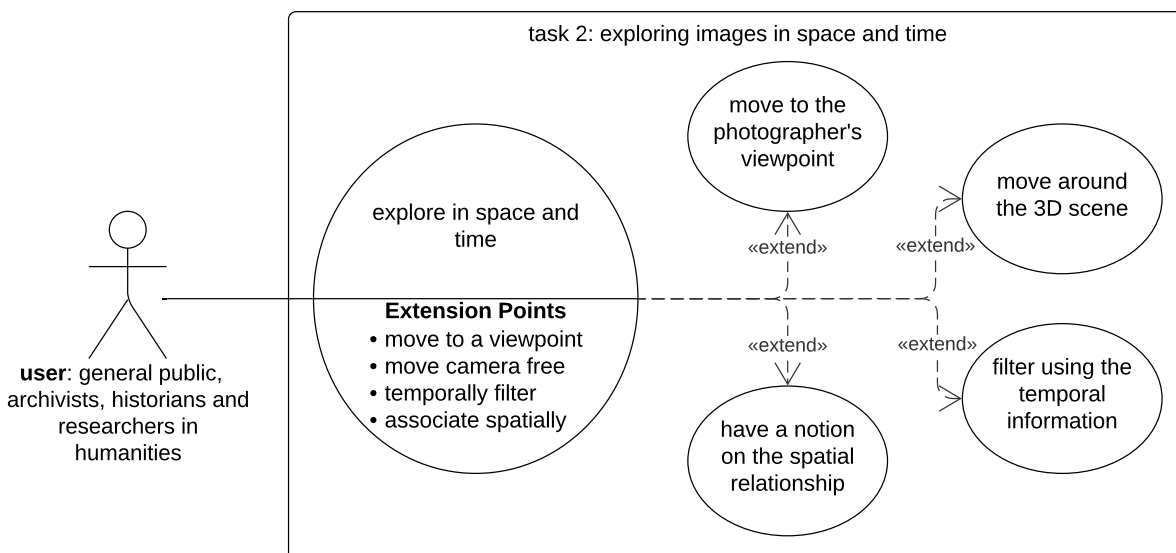 task 2: exploring images in space and time
move to the
photographer's
viewpoint
move around
the 3D scene
explore in space and
time
«extend»
«extend»
Extension Points
• move to a viewpoint
• move camera free
• temporally filter
• associate spatially
«extend»
«extend»
filter using the
temporal
information
have a notion
on the spatial
relationship
user: general public,
archivists, historians and
researchers in
humanities